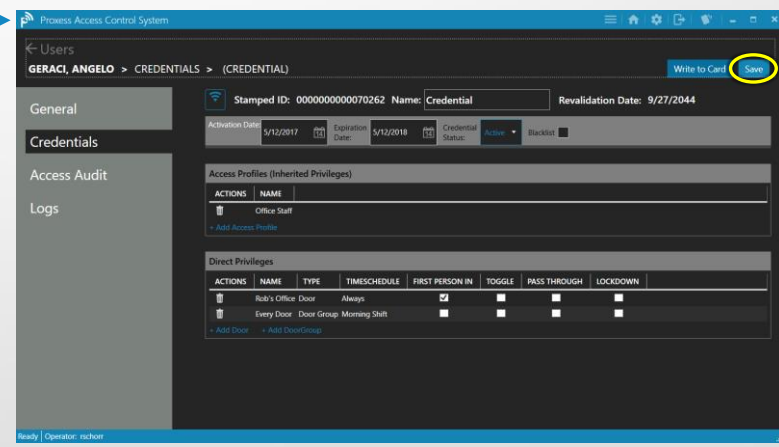 Proxess Access Control System
Users
GERACI, ANGELO > CREDENTIALS > (CREDENTIAL)
Write to Card Save
General
Credentials
Access Audit
Logs
Stamped ID: 0000000000070262 Name: Credential Revalidation Date: 9/27/2044
Activation Date: 5/12/2017 14 Expiration Date: 5/12/2018 14 Credential Status: Active Blacklist
Access Profiles (Inherited Privileges)
ACTIONS NAME
Office Staff
+ Add Access Profile
Direct Privileges
ACTIONS NAME TYPE TIMESCHEDULE FIRST PERSON IN TOGGLE PASS THROUGH LOCKDOWN
Rob's Office Door Always
Every Door Door Group Morning Shift
+ Add Door + Add DoorGroup
Ready Operator: rschorr